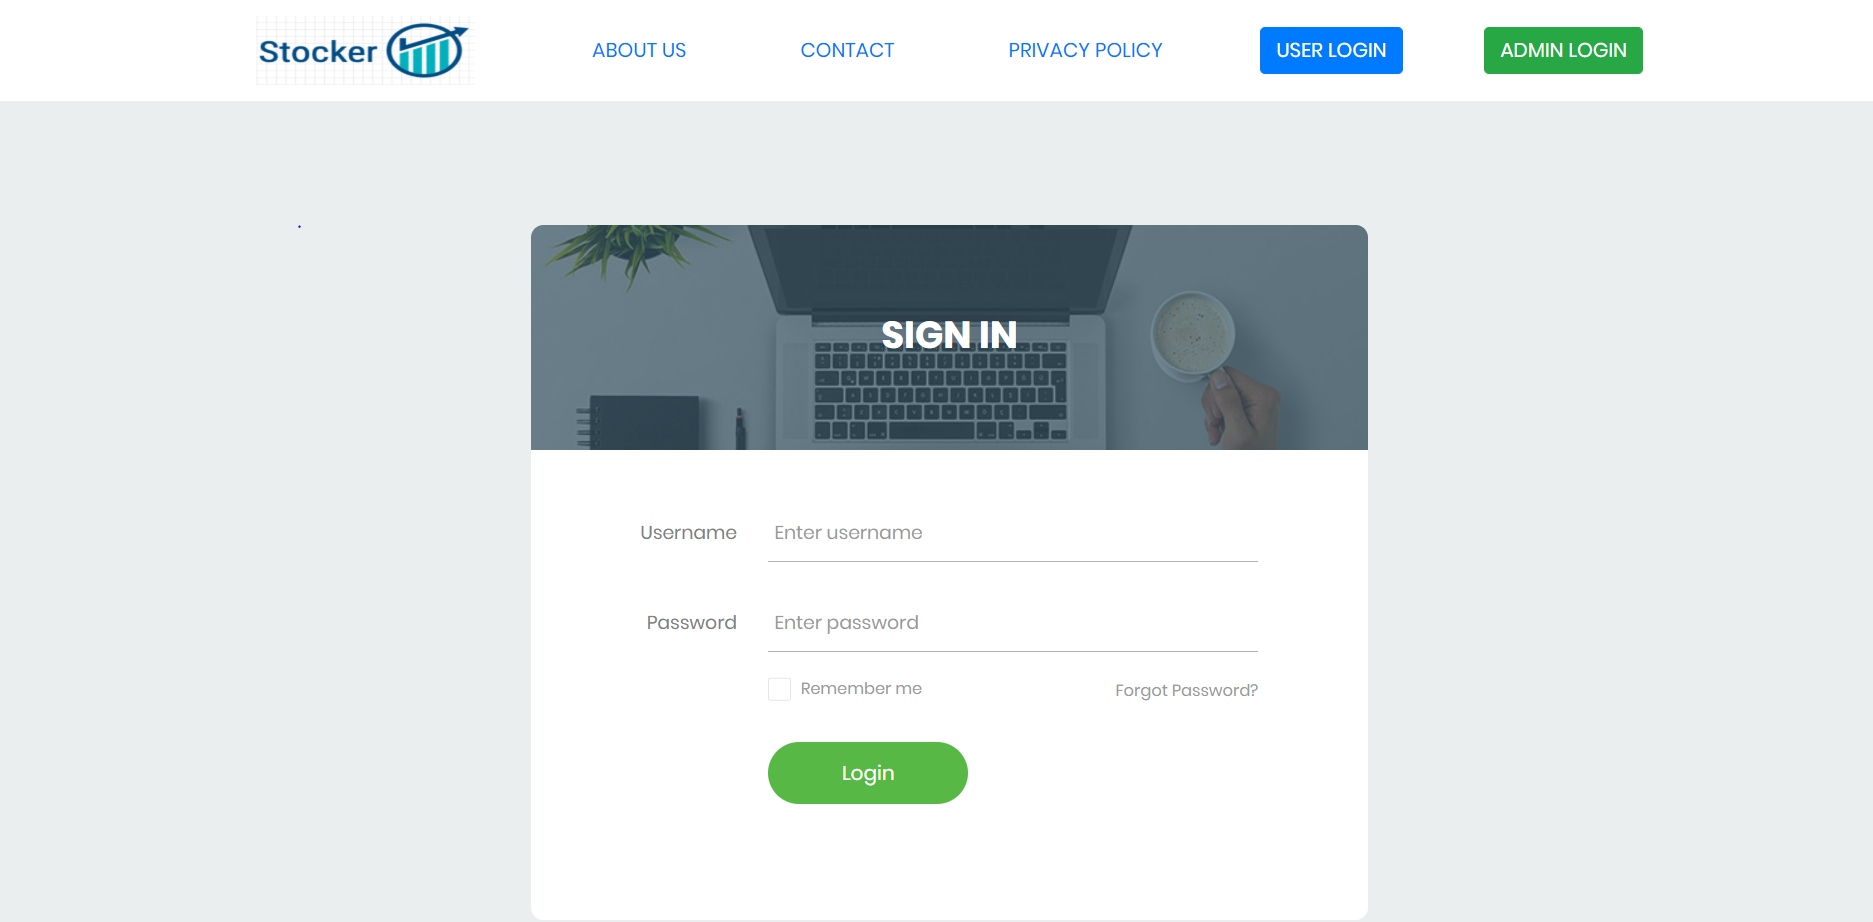 Stocker
ABOUT US
CONTACT
PRIVACY POLICY
USER LOGIN
ADMIN LOGIN
SIGN IN
Username
Enter username
Password
Enter password
Remember me
Forgot Password?
Login